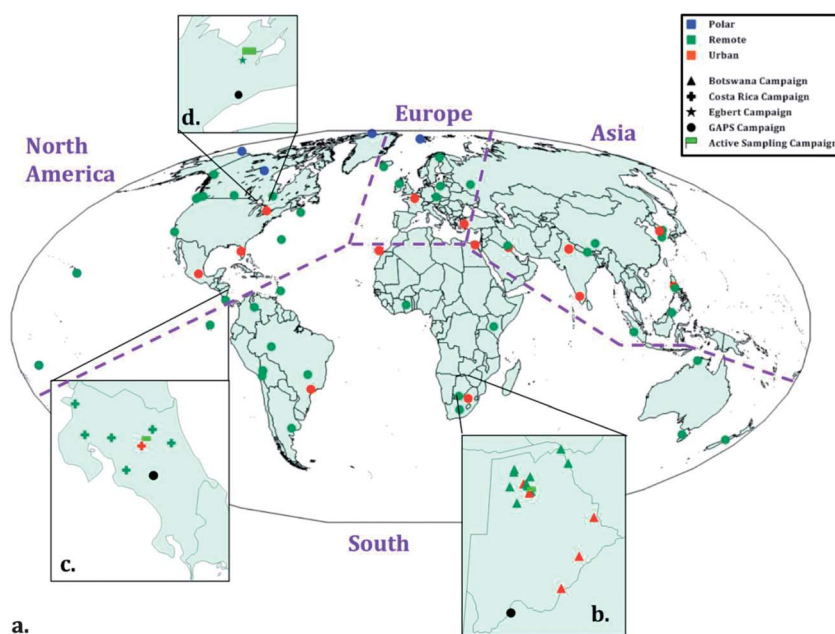 Polar
Remote
Urban
Botswana Campaign
Costa Rica Campaign
Egbert Campaign
GAPS Campaign
Active Sampling Campaign
d.
North
America
Europe
Asia
c.
South
b.
a.